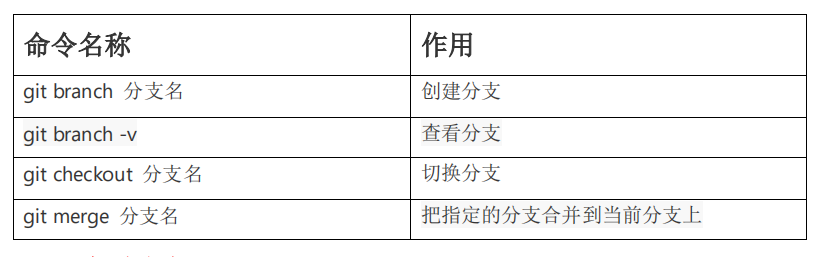 命令名称 作用
git branch 分支名 创建分支
git branch -v 查看分支
git checkout 分支名 切换分支
git merge 分支名 把指定的分支合并到当前分支上